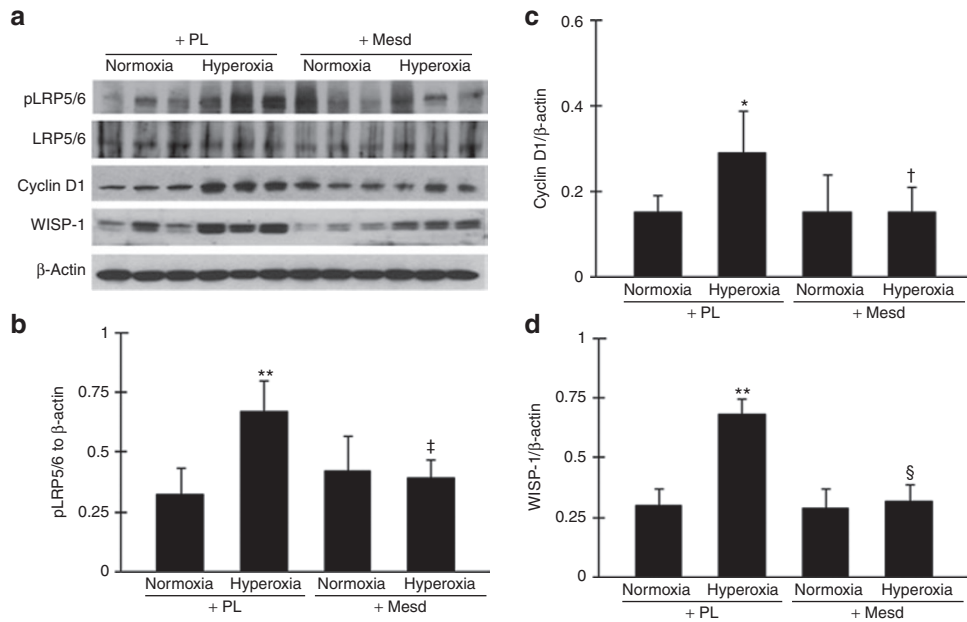 a
+ PL + Mesd
Normoxia Hyperoxia Normoxia Hyperoxia
pLRP5/6
LRP5/6
Cyclin D1
WISP-1
β-Actin
b
1
0.75
0.5
0.25
0
pLRP5/6 to β-actin
**
‡
Normoxia Hyperoxia Normoxia Hyperoxia
+ PL + Mesd
c
0.6
0.4
0.2
0
Cyclin D1/β-actin
*
†
Normoxia Hyperoxia Normoxia Hyperoxia
+ PL + Mesd
d
1
0.75
0.5
0.25
0
WISP-1/β-actin
**
§
Normoxia Hyperoxia Normoxia Hyperoxia
+ PL + Mesd